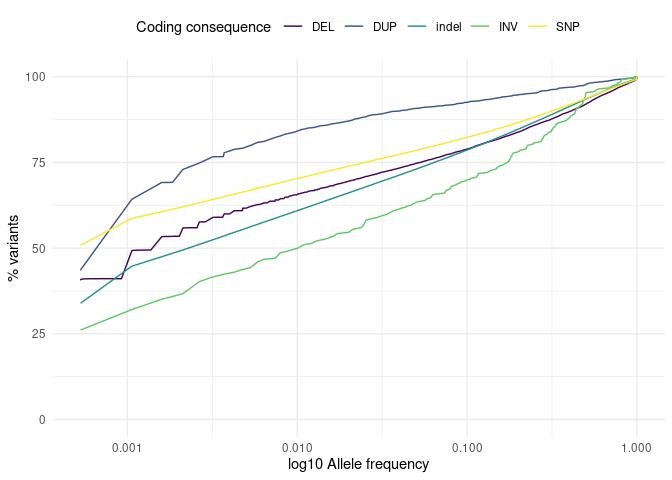 Coding consequence DEL DUP indel INV SNP
100
75
50
25
0
% variants
0.001 0.010 0.100 1.000
log10 Allele frequency